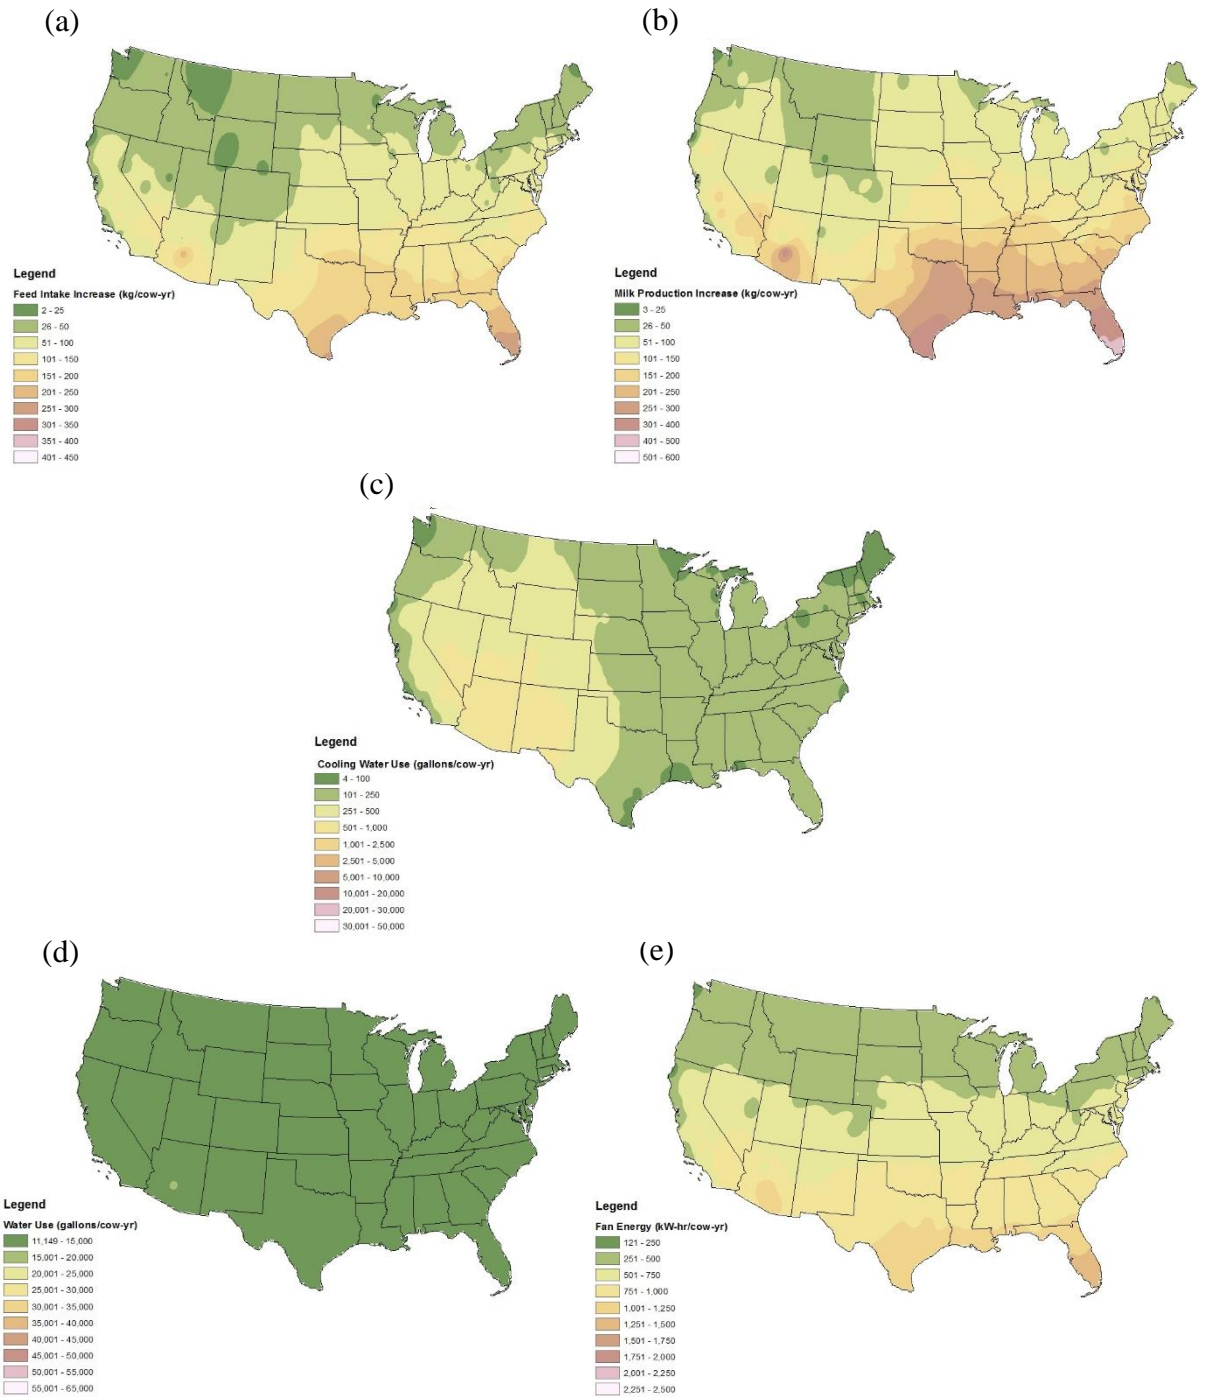 (a)
(b)
Legend
Feed Intake Increase (kg/cow-yr)
2 - 25
26 - 50
51 - 100
101 - 150
151 - 200
201 - 250
251 - 300
301 - 350
351 - 400
401 - 450
Legend
Milk Production Increase (kg/cow-yr)
3 - 25
26 - 50
51 - 100
101 - 150
151 - 200
201 - 250
251 - 300
301 - 400
401 - 500
501 - 600
(c)
Legend
Cooling Water Use (gallons/cow-yr)
4 - 100
101 - 250
251 - 500
501 - 1,000
1,001 - 2,500
2,501 - 5,000
5,001 - 10,000
10,001 - 20,000
20,001 - 30,000
30,001 - 50,000
(d)
(e)
Legend
Water Use (gallons/cow-yr)
11,149 - 15,000
15,001 - 20,000
20,001 - 25,000
25,001 - 30,000
30,001 - 35,000
35,001 - 40,000
40,001 - 45,000
45,001 - 50,000
50,001 - 55,000
55,001 - 65,000
Legend
Fan Energy (kW-hr/cow-yr)
121 - 250
251 - 500
501 - 750
751 - 1,000
1,001 - 1,250
1,251 - 1,500
1,501 - 1,750
1,751 - 2,000
2,001 - 2,250
2,251 - 2,500